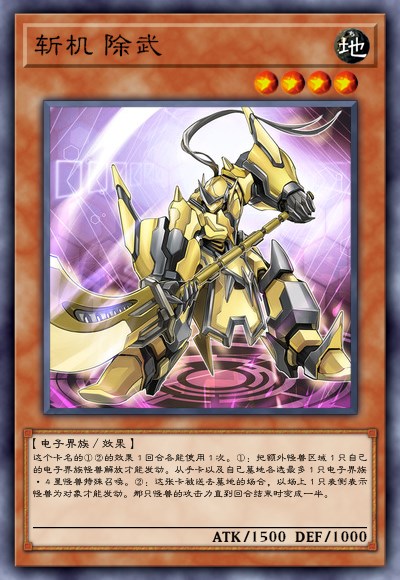 斩机 除武
地
【电子界族／效果】
这个卡名的①②的效果1回合各能使用1次。①：把额外怪兽区域1只自己
的电子界族怪兽解放才能发动。从手卡以及自己墓地各选最多1只电子界族
·4星怪兽特殊召唤。②：这张卡被送去墓地的场合，以场上1只表侧表示
怪兽为对象才能发动。那只怪兽的攻击力直到回合结束时变成一半。
ATK/1500 DEF/1000